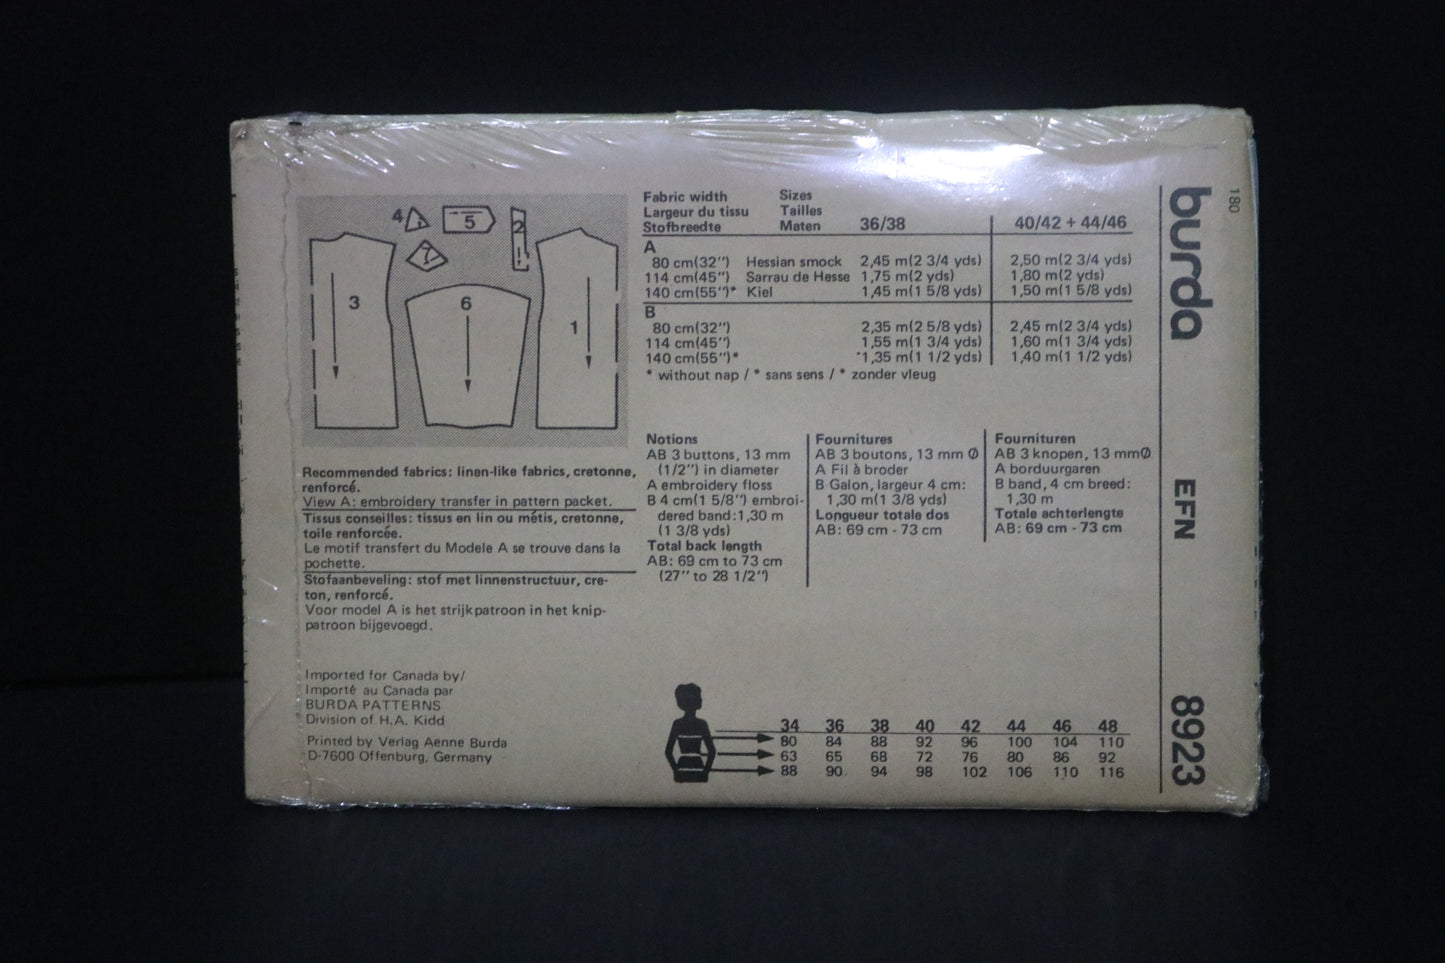 4
5
2
7
3
6
1
Fabric width Sizes
Largeur du tissu Tailles
Stofbreedte Maten 36/38 40/42 + 44/46
A
80 cm(32") Hessian smock 2,45 m(2 3/4 yds) 2,50 m(2 3/4 yds)
114 cm(45") Sarrau de Hesse 1,75 m(2 yds) 1,80 m(2 yds)
140 cm(55")* Kiel 1,45 m(1 5/8 yds) 1,50 m(1 5/8 yds)
B
80 cm(32") 2,35 m(2 5/8 yds) 2,45 m(2 3/4 yds)
114 cm(45") 1,55 m(1 3/4 yds) 1,60 m(1 3/4 yds)
140 cm(55")* 1,35 m(1 1/2 yds) 1,40 m(1 1/2 yds)
* without nap / * sans sens / * zonder vleug
Recommended fabrics: linen-like fabrics, cretonne,
renforcé.
View A: embroidery transfer in pattern packet.
Tissus conseilles: tissus en lin ou métis, cretonne,
toile renforcée.
Le motif transfert du Modele A se trouve dans la
pochette.
Stofaanbeveling: stof met linnenstructuur, cre-
ton, renforcé.
Voor model A is het strijkpatroon in het knip-
patroon bijgevoegd.
Notions
AB 3 buttons, 13 mm
(1/2") in diameter
A embroidery floss
B 4 cm(1 5/8") embroi-
dered band:1,30 m
(1 3/8 yds)
Total back length
AB: 69 cm to 73 cm
(27" to 28 1/2")
Fournitures
AB 3 boutons, 13 mm Ø
A Fil à broder
B Galon, largeur 4 cm:
1,30 m(1 3/8 yds)
Longueur totale dos
AB: 69 cm - 73 cm
Fournituren
AB 3 knopen, 13 mmØ
A borduurgaren
B band, 4 cm breed:
1,30 m
Totale achterlengte
AB: 69 cm - 73 cm
Imported for Canada by/
Importé au Canada par
BURDA PATTERNS
Division of H.A. Kidd
Printed by Verlag Aenne Burda
D-7600 Offenburg, Germany
34 36 38 40 42 44 46 48
80 84 88 92 96 100 104 110
63 65 68 72 76 80 86 92
88 90 94 98 102 106 110 116
180
burda
EFN
8923